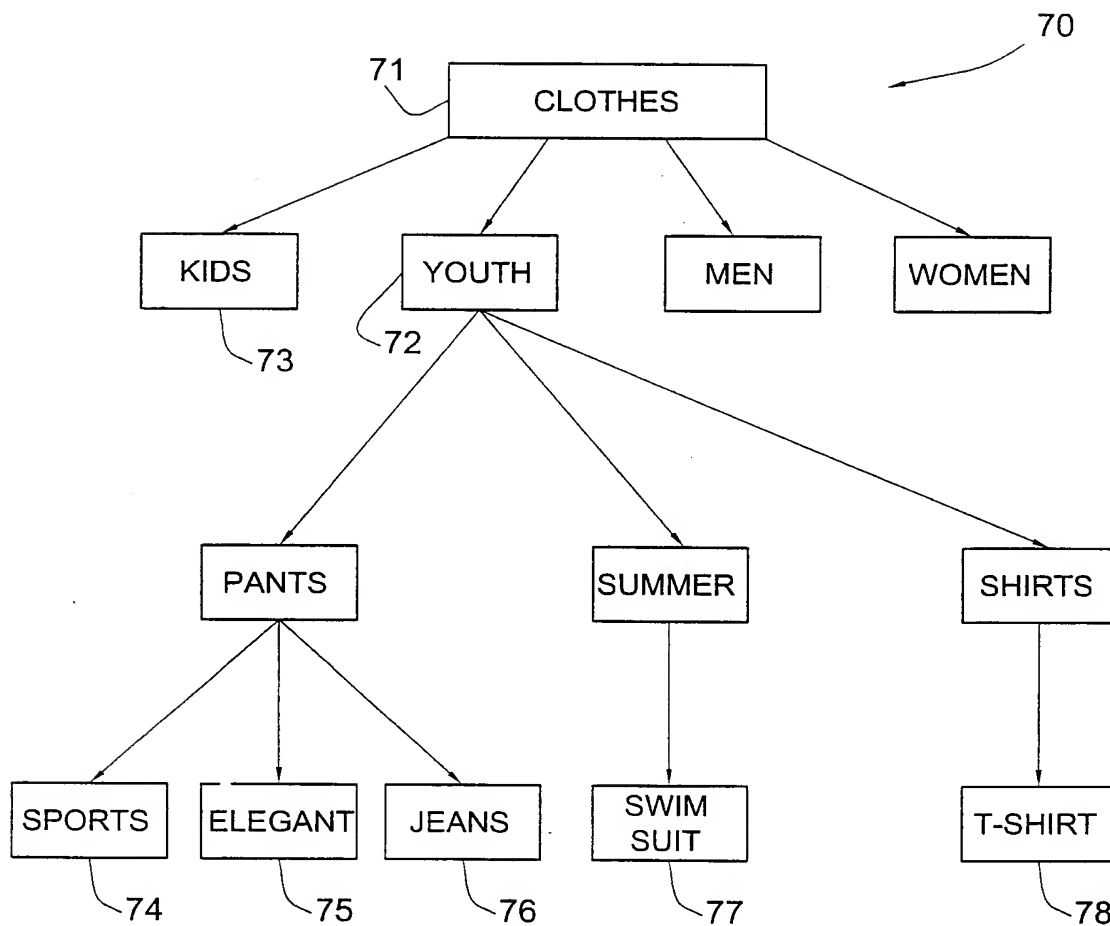 70
71
CLOTHES
KIDS
YOUTH
MEN
WOMEN
73
72
PANTS
SUMMER
SHIRTS
SPORTS
ELEGANT
JEANS
SWIM
SUIT
T-SHIRT
74
75
76
77
78